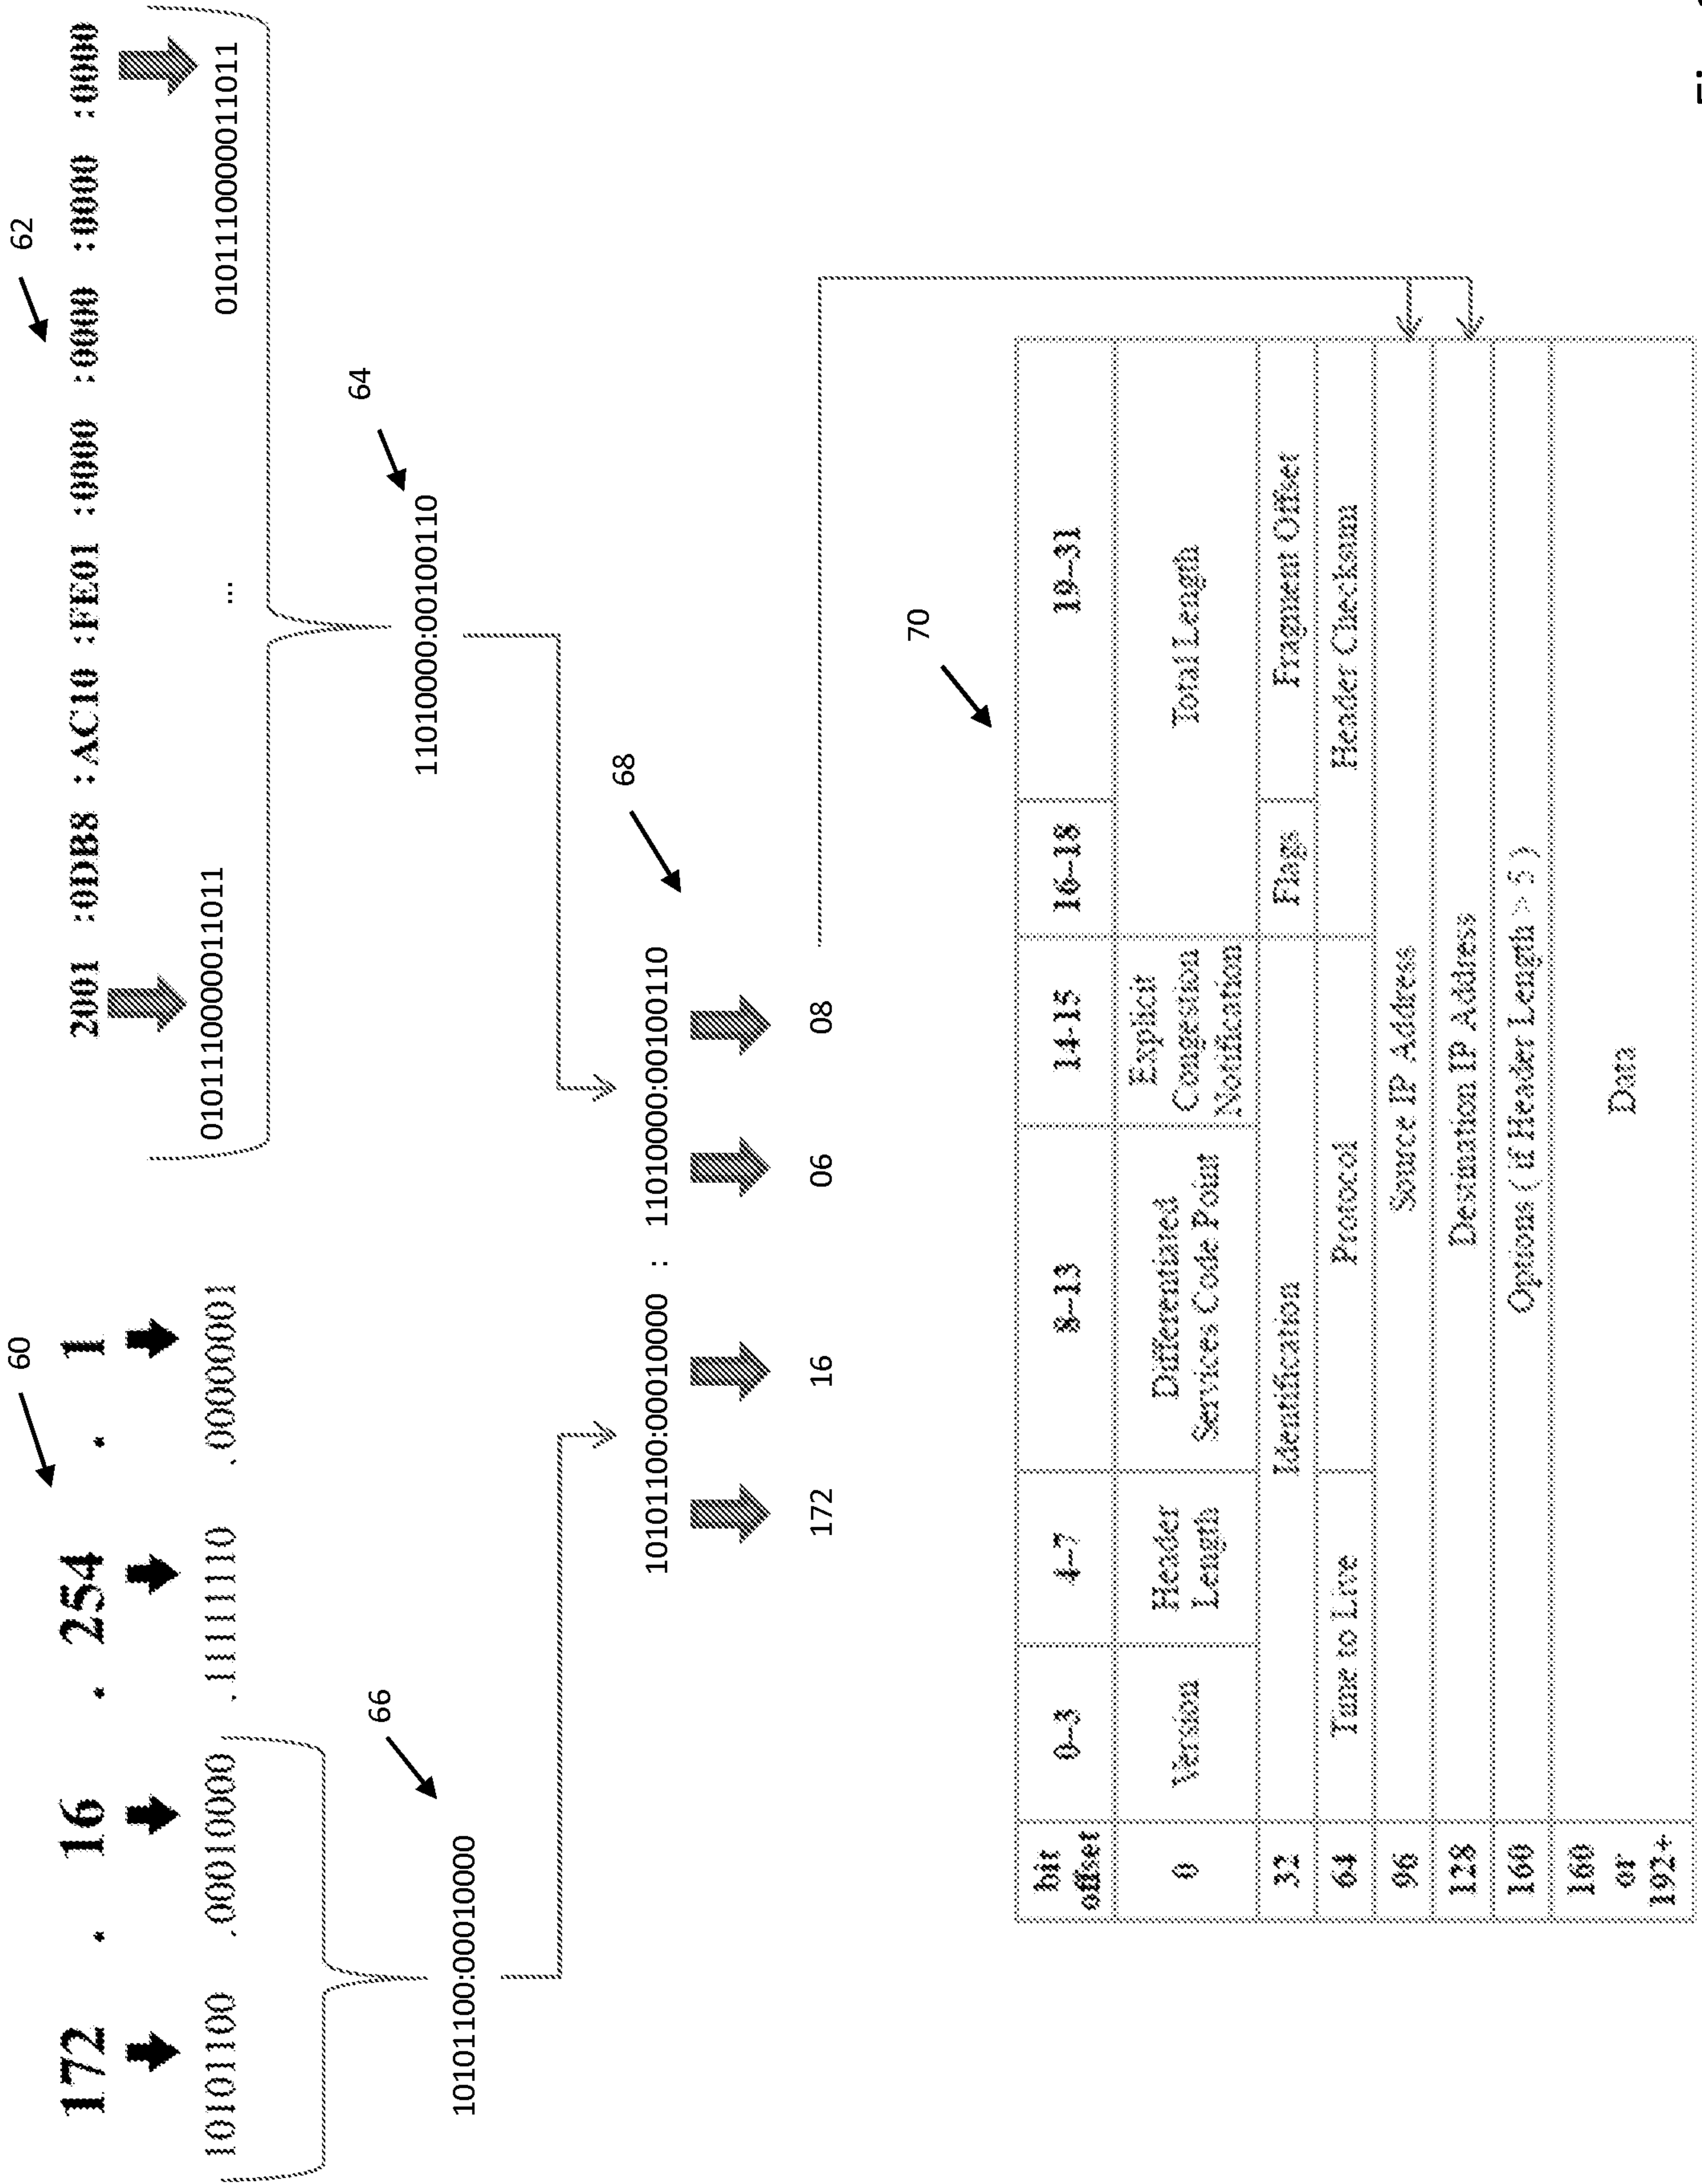 60
62
172 . 16 . 254 . 1
2001 :0DB8 :AC10 :FE01 :0000 :0000 :0000 :0000
10101100 .00010000 .11111110 .00000001
0101110000011011 ... 0101110000011011
66
64
10101100:00010000
11010000:00100110
68
10101100:00010000 : 11010000:00100110
172 16 06 08
70
bit offset 0–3 4–7 8–13 14-15 16–18 19–31
0 Version Header Length Differentiated Services Code Point Explicit Congestion Notification Total Length
32 Identification Flags Fragment Offset
64 Time to Live Protocol Header Checksum
96 Source IP Address
128 Destination IP Address
160 Options ( if Header Length > 5 )
160 or 192+ Data